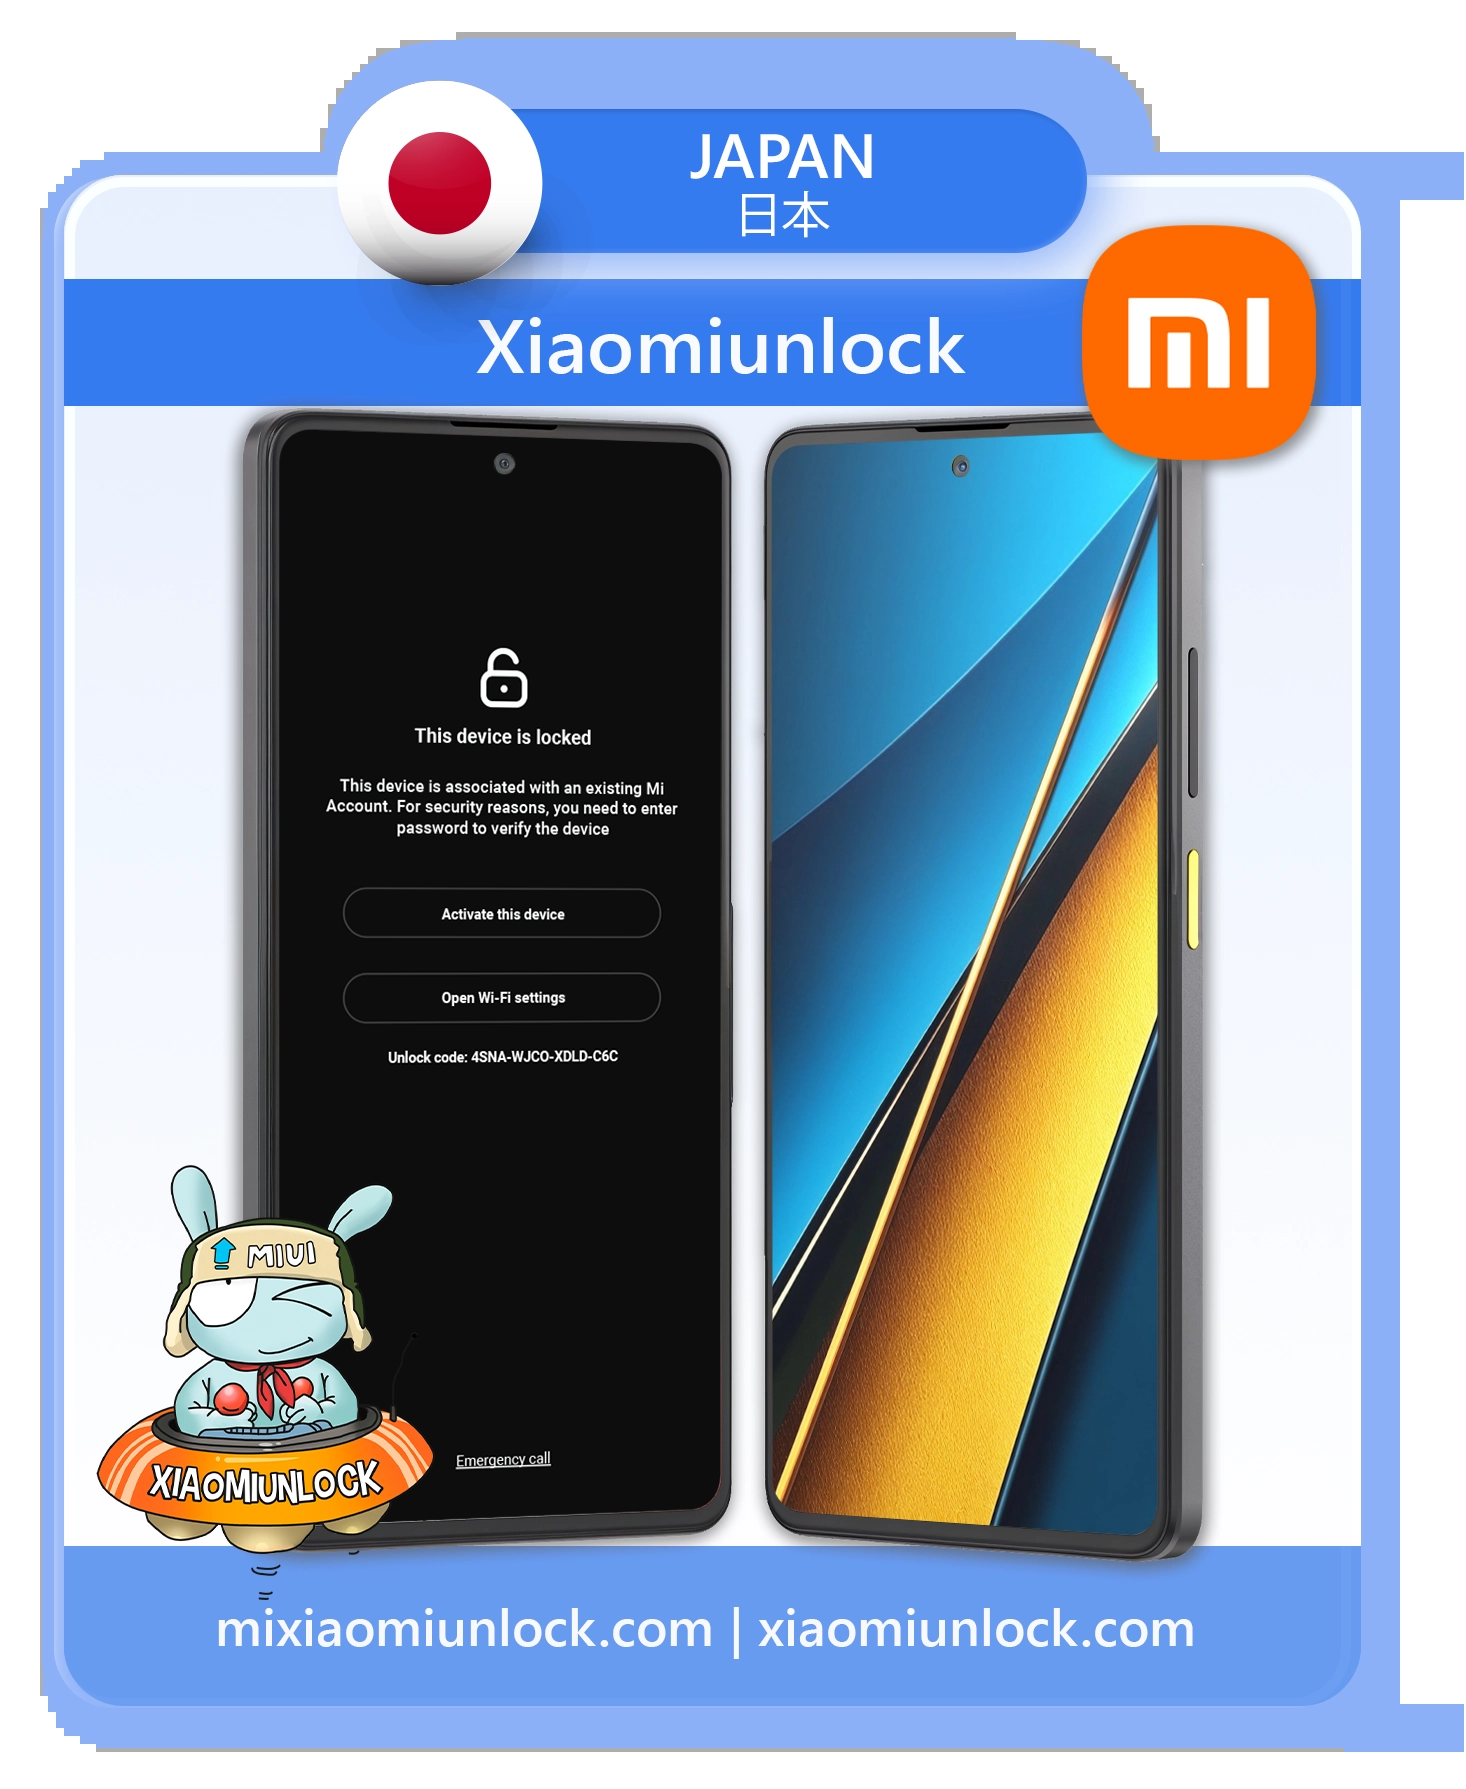 JAPAN
日本
Xiaomiunlock
mi
This device is locked
This device is associated with an existing Mi
Account. For security reasons, you need to enter
password to verify the device
Activate this device
Open Wi-Fi settings
Unlock code: 4SNA-WJCO-XDLD-C6C
MIUI
XIAOMIUNLOCK
Emergency call
mixiaomiunlock.com | xiaomiunlock.com